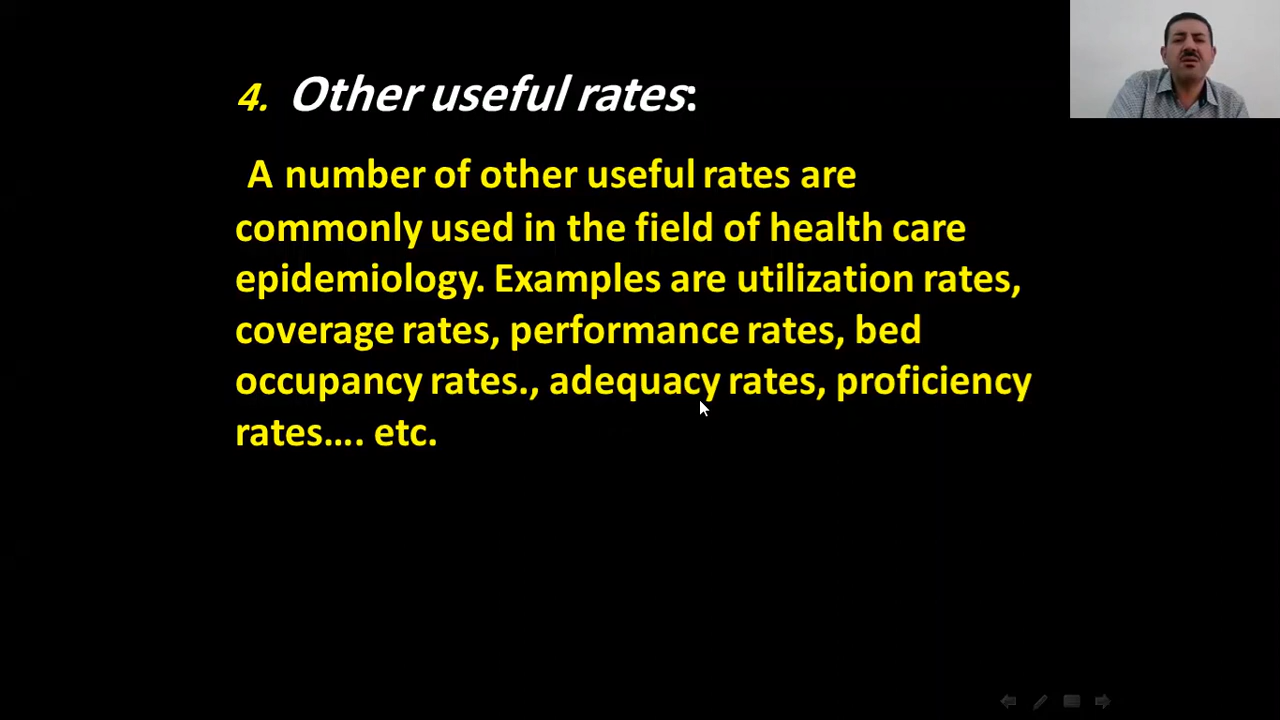 4. Other useful rates:
A number of other useful rates are
commonly used in the field of health care
epidemiology. Examples are utilization rates,
coverage rates, performance rates, bed
occupancy rates., adequacy rates, proficiency
rates…. etc.